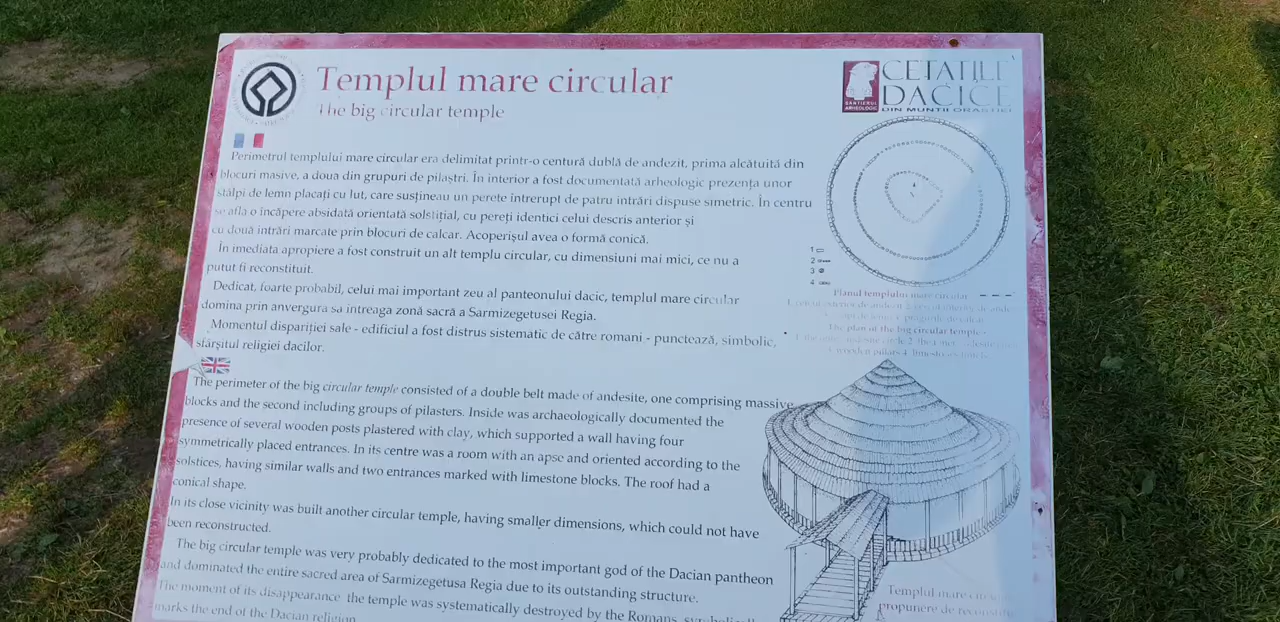 Templul mare circular
The big circular temple
CETATILE
DACICE
DIN MUNTII ORASTIEI
SANTIERUL
ARHEOLOGIC
Perimetrul templului mare circular era delimitat printr-o centură dublă de andezit, prima alcătuită din
blocuri masive, a doua din grupuri de pilaștri. În interior a fost documentată arheologic prezența unor
stâlpi de lemn placați cu lut, care susțineau un perete întrerupt de patru intrări dispuse simetric. În centru
se afla o încăpere absidată orientată solstițial, cu pereți identici celui descris anterior și
cu două intrări marcate prin blocuri de calcar. Acoperișul avea o formă conică.
În imediata apropiere a fost construit un alt templu circular, cu dimensiuni mai mici, ce nu a
putut fi reconstituit.
Dedicat, foarte probabil, celui mai important zeu al panteonului dacic, templul mare circular
domina prin anvergura sa întreaga zonă sacră a Sarmizegetusei Regia.
Momentul dispariției sale - edificiul a fost distrus sistematic de către romani - punctează, simbolic,
sfârșitul religiei dacilor.
1
2
3
4
Planul templului mare circular
The plan of the big circular temple
The perimeter of the big circular temple consisted of a double belt made of andesite, one comprising massive
blocks and the second including groups of pilasters. Inside was archaeologically documented the
presence of several wooden posts plastered with clay, which supported a wall having four
symmetrically placed entrances. In its centre was a room with an apse and oriented according to the
solstices, having similar walls and two entrances marked with limestone blocks. The roof had a
conical shape.
In its close vicinity was built another circular temple, having smaller dimensions, which could not have
been reconstructed.
The big circular temple was very probably dedicated to the most important god of the Dacian pantheon
and dominated the entire sacred area of Sarmizegetusa Regia due to its outstanding structure.
The moment of its disappearance the temple was systematically destroyed by the Romans, symbolically
marks the end of the Dacian religion
Templul mare
propunere de